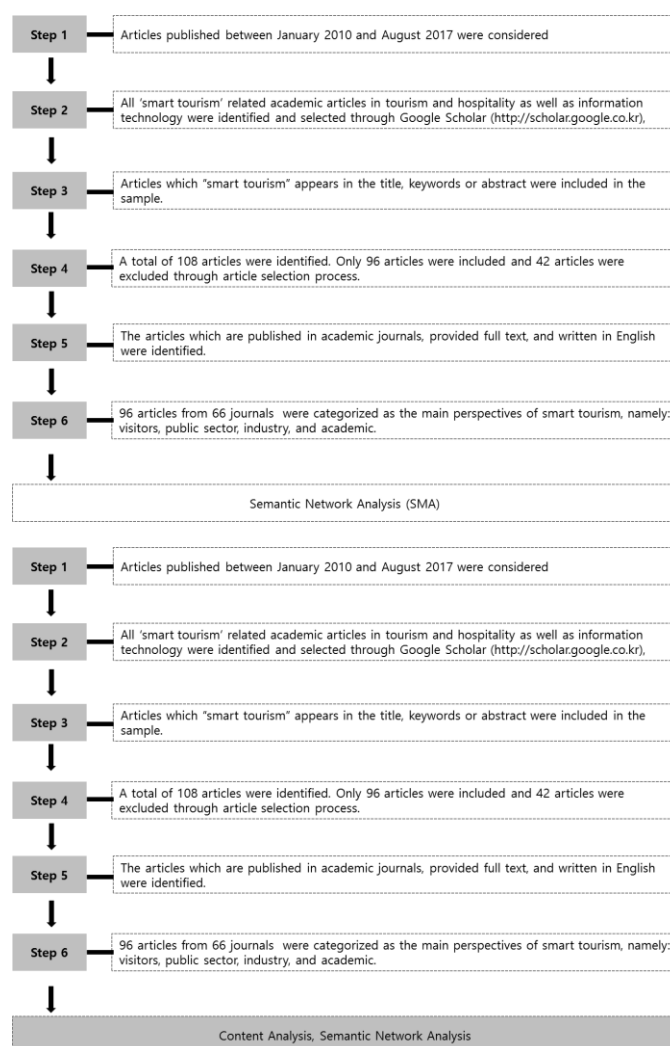 Step 1
Articles published between January 2010 and August 2017 were considered
Step 2
All ‘smart tourism’ related academic articles in tourism and hospitality as well as information
technology were identified and selected through Google Scholar (http://scholar.google.co.kr),
Step 3
Articles which “smart tourism” appears in the title, keywords or abstract were included in the
sample.
Step 4
A total of 108 articles were identified. Only 96 articles were included and 42 articles were
excluded through article selection process.
Step 5
The articles which are published in academic journals, provided full text, and written in English
were identified.
Step 6
96 articles from 66 journals were categorized as the main perspectives of smart tourism, namely:
visitors, public sector, industry, and academic.
Semantic Network Analysis (SMA)
Step 1
Articles published between January 2010 and August 2017 were considered
Step 2
All ‘smart tourism’ related academic articles in tourism and hospitality as well as information
technology were identified and selected through Google Scholar (http://scholar.google.co.kr),
Step 3
Articles which “smart tourism” appears in the title, keywords or abstract were included in the
sample.
Step 4
A total of 108 articles were identified. Only 96 articles were included and 42 articles were
excluded through article selection process.
Step 5
The articles which are published in academic journals, provided full text, and written in English
were identified.
Step 6
96 articles from 66 journals were categorized as the main perspectives of smart tourism, namely:
visitors, public sector, industry, and academic.
Content Analysis, Semantic Network Analysis